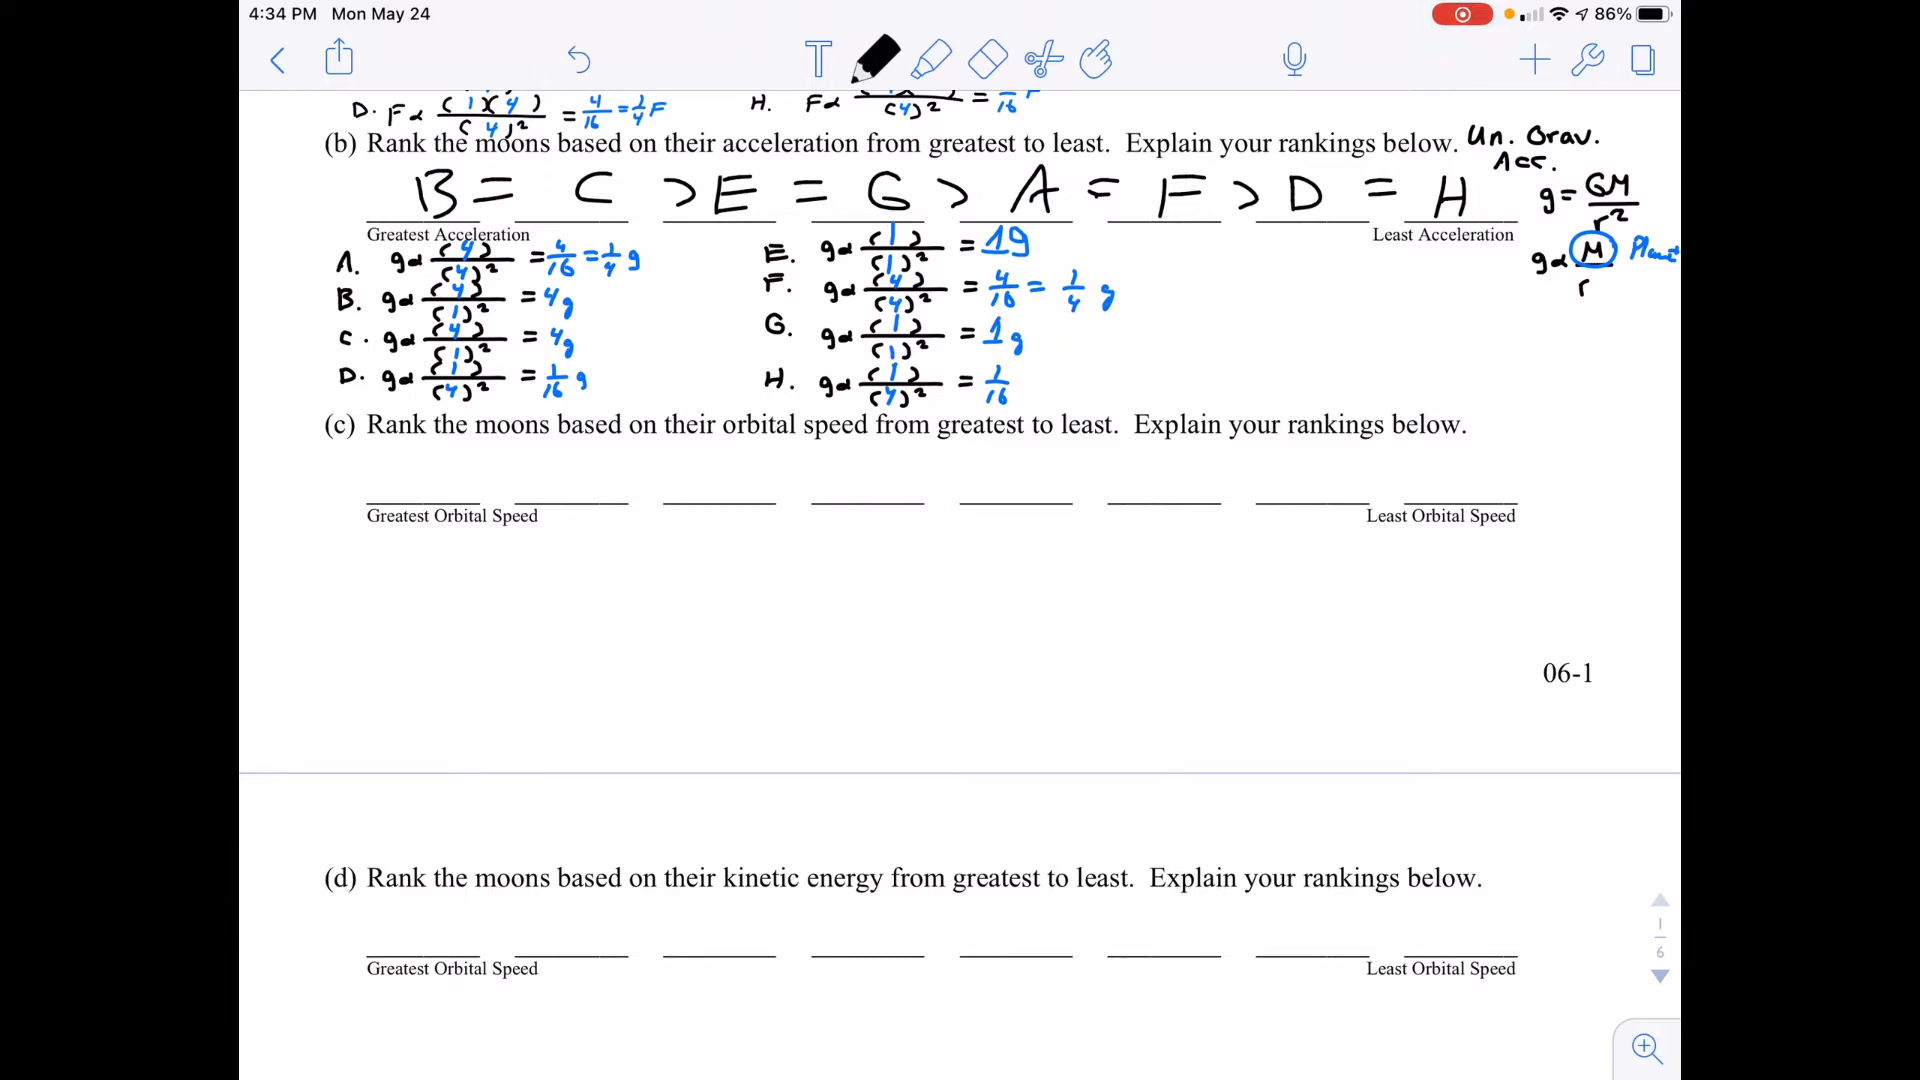 4:34 PM Mon May 24 86%
T
D. F∝ (1)(4) / (4)² = 4/16 = 1/4 F
H. F∝ (4)² = 16
(b) Rank the moons based on their acceleration from greatest to least. Explain your rankings below.
Un. Grav. Acc.
B = C > E = G > A = F > D = H
g = GM / r²
Greatest Acceleration Least Acceleration
g∝ M / r Planet
A. g∝ (4) / (4)² = 4/16 = 1/4 g
B. g∝ (4) / (1)² = 4g
C. g∝ (4) / (1)² = 4g
D. g∝ (1) / (4)² = 1/16 g
E. g∝ (1) / (1)² = 1g
F. g∝ (4) / (4)² = 4/16 = 1/4 g
G. g∝ (1) / (1)² = 1g
H. g∝ (1) / (4)² = 1/16
(c) Rank the moons based on their orbital speed from greatest to least. Explain your rankings below.
Greatest Orbital Speed Least Orbital Speed
06-1
(d) Rank the moons based on their kinetic energy from greatest to least. Explain your rankings below.
1
6
Greatest Orbital Speed Least Orbital Speed